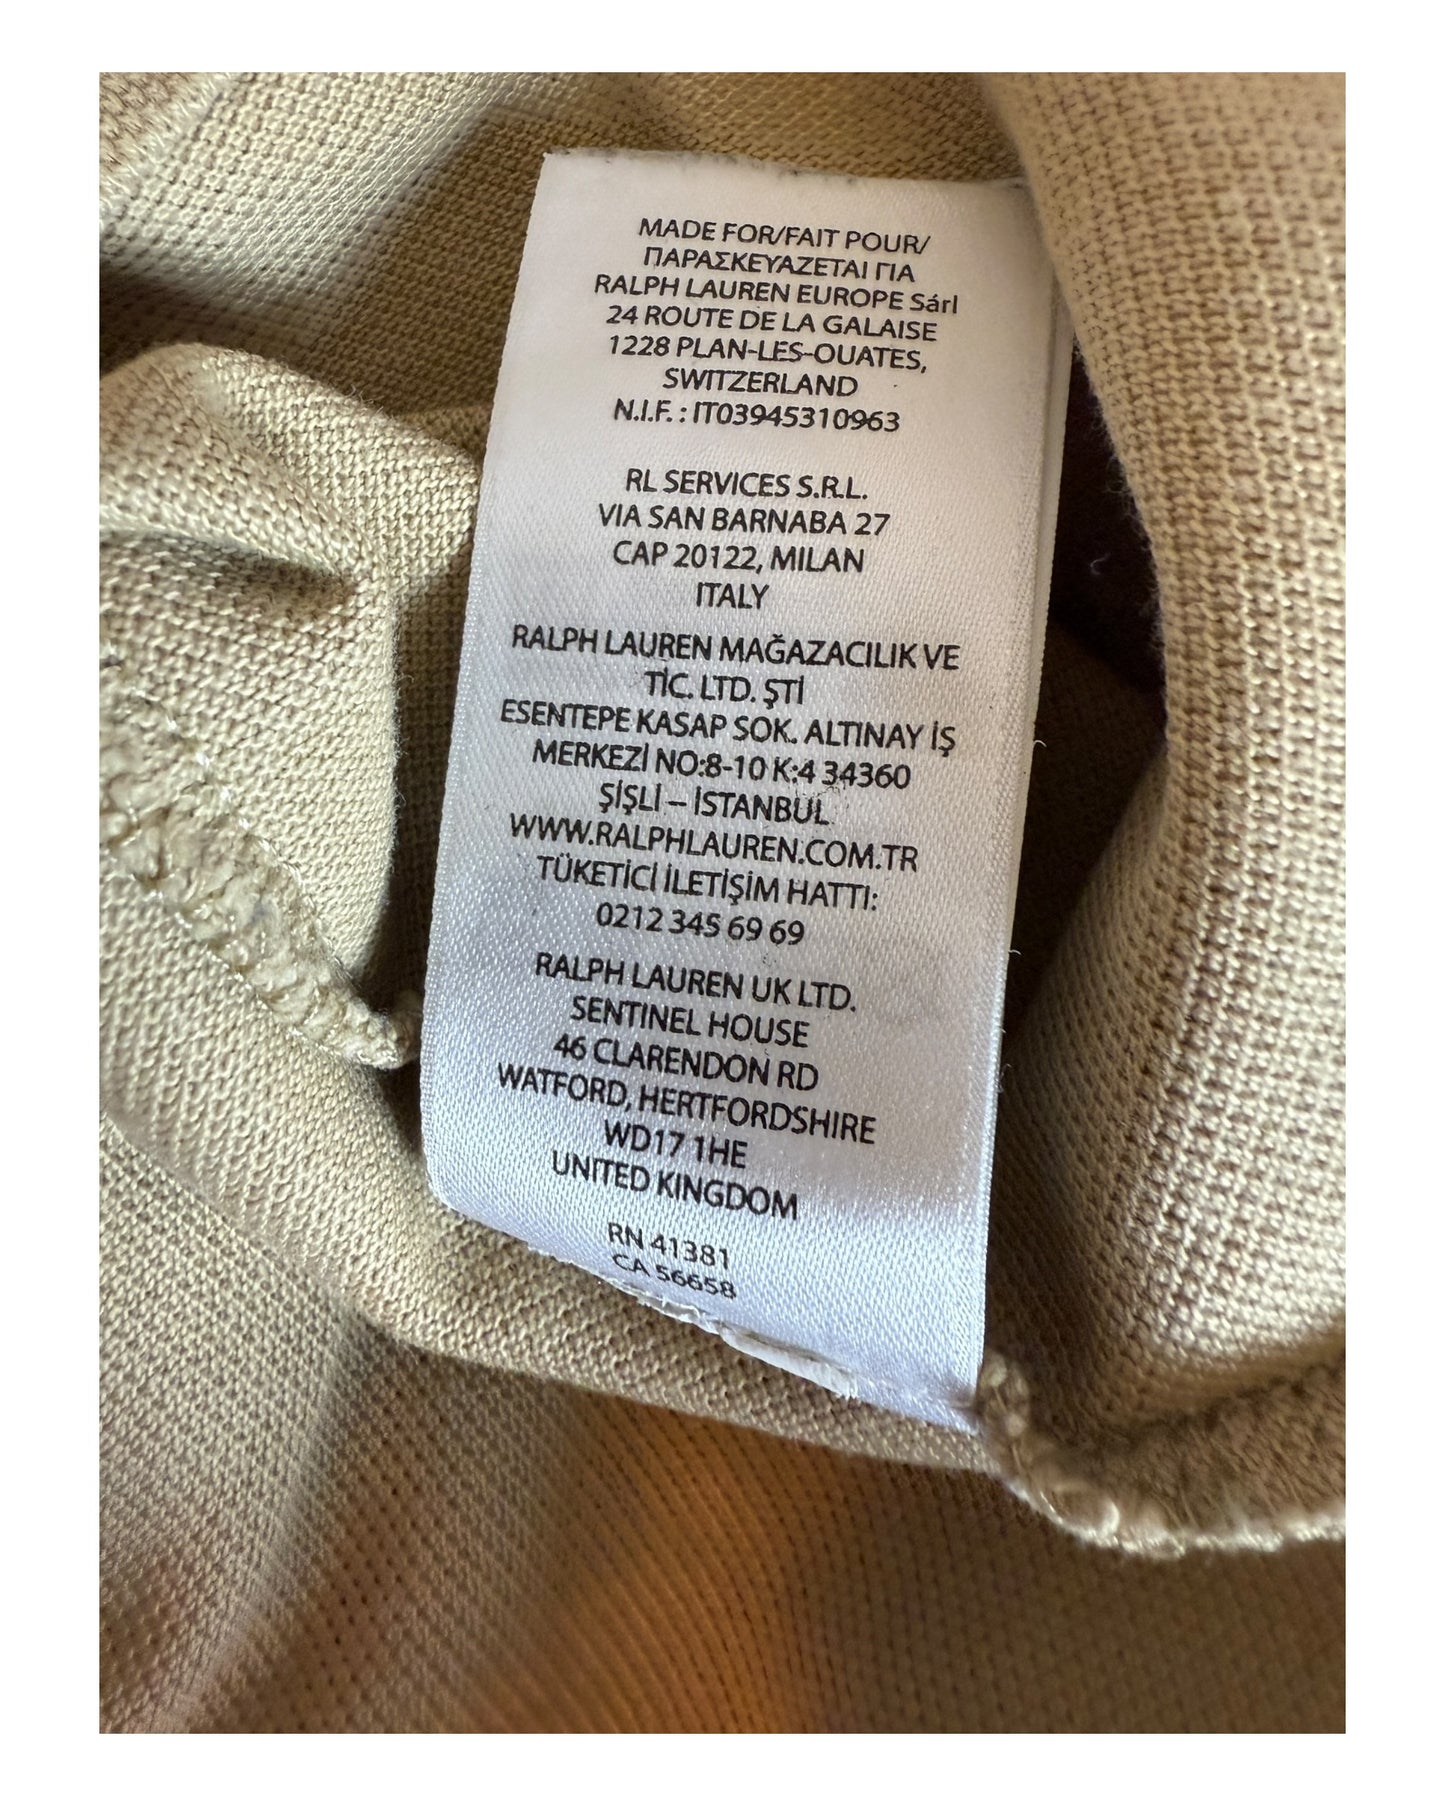 MADE FOR/FAIT POUR/
ΠΑΡΑΣΚΕΥΑΖΕΤΑΙ ΓΙΑ
RALPH LAUREN EUROPE Sárl
24 ROUTE DE LA GALAISE
1228 PLAN-LES-OUATES,
SWITZERLAND
N.I.F. : IT03945310963
RL SERVICES S.R.L.
VIA SAN BARNABA 27
CAP 20122, MILAN
ITALY
RALPH LAUREN MAĞAZACILIK VE
TİC. LTD. ŞTİ
ESENTEPE KASAP SOK. ALTINAY İŞ
MERKEZİ NO:8-10 K:4 34360
ŞİŞLİ – İSTANBUL
WWW.RALPHLAUREN.COM.TR
TÜKETİCİ İLETİŞİM HATTI:
0212 345 69 69
RALPH LAUREN UK LTD.
SENTINEL HOUSE
46 CLARENDON RD
WATFORD, HERTFORDSHIRE
WD17 1HE
UNITED KINGDOM
RN 41381
CA 56658